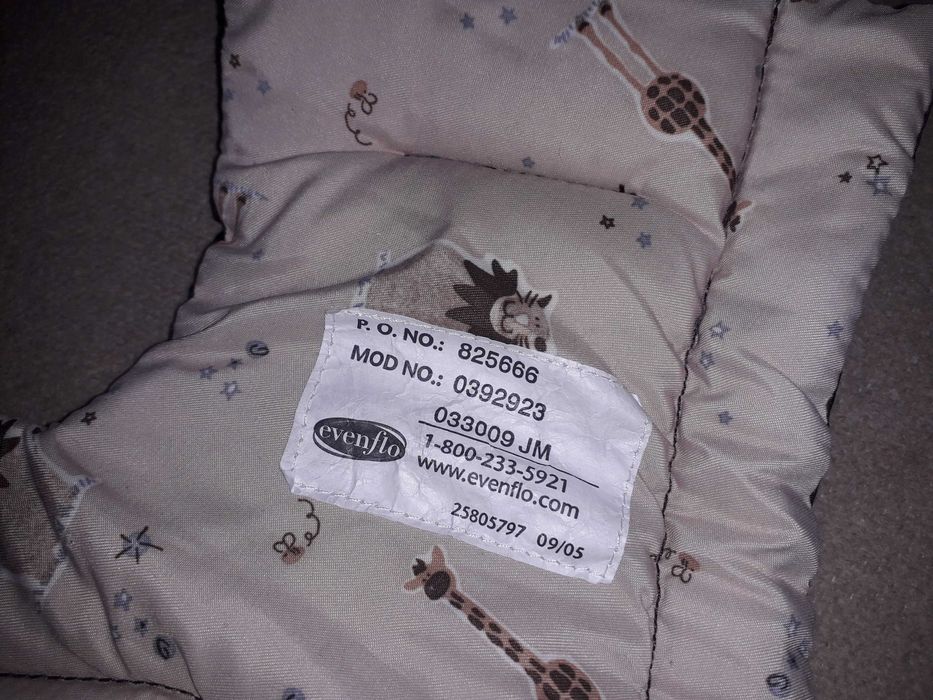 P. O. NO.: 825666
MOD NO.: 0392923
033009 JM
evenflo
1-800-233-5921
www.evenflo.com
25805797 09/05